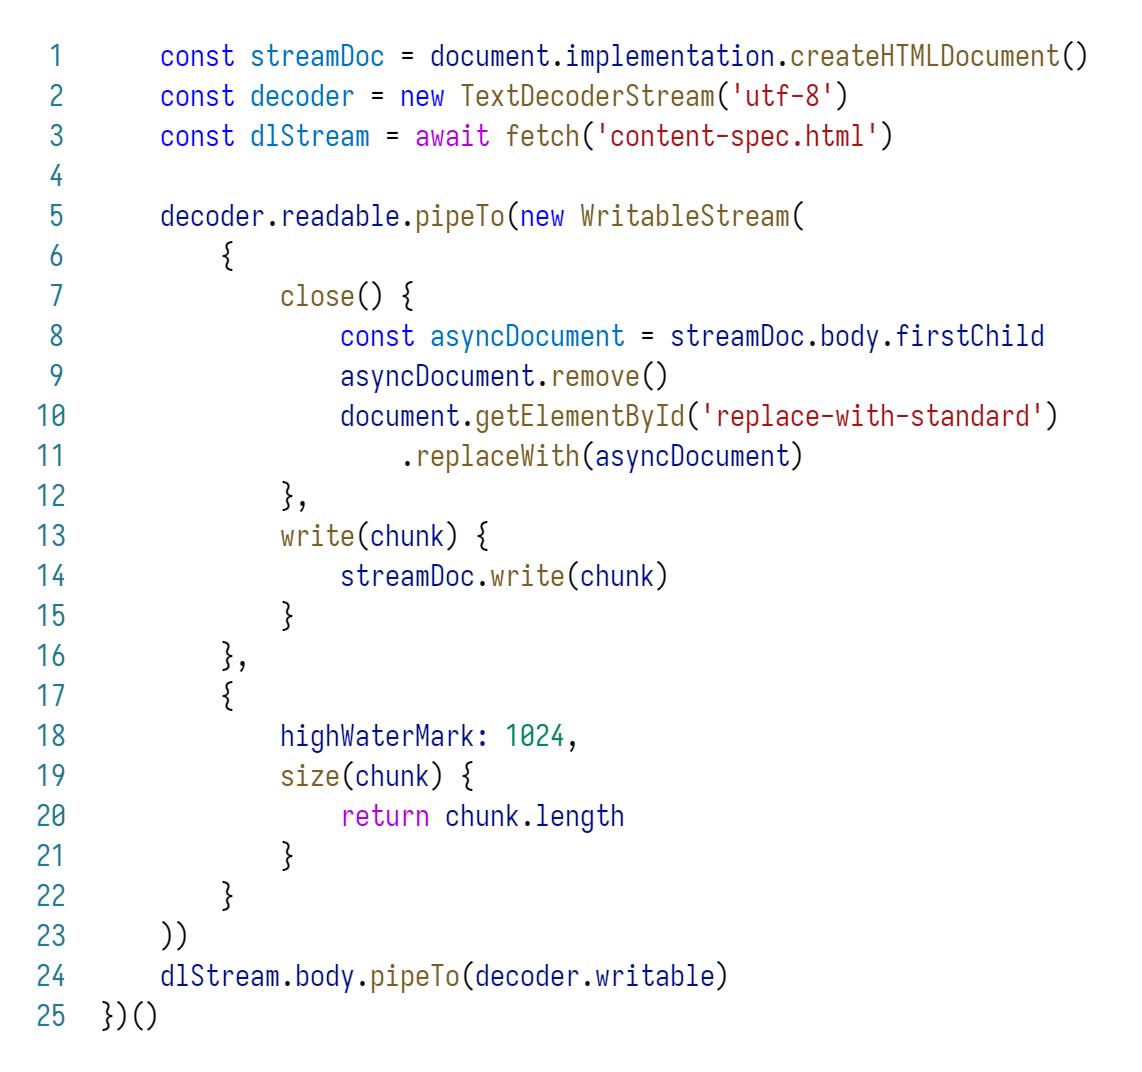 1 const streamDoc = document.implementation.createHTMLDocument()
2 const decoder = new TextDecoderStream('utf-8')
3 const dlStream = await fetch('content-spec.html')
4
5 decoder.readable.pipeTo(new WritableStream(
6 {
7 close() {
8 const asyncDocument = streamDoc.body.firstChild
9 asyncDocument.remove()
10 document.getElementById('replace-with-standard')
11 .replaceWith(asyncDocument)
12 },
13 write(chunk) {
14 streamDoc.write(chunk)
15 }
16 },
17 {
18 highWaterMark: 1024,
19 size(chunk) {
20 return chunk.length
21 }
22 }
23 ))
24 dlStream.body.pipeTo(decoder.writable)
25 })()